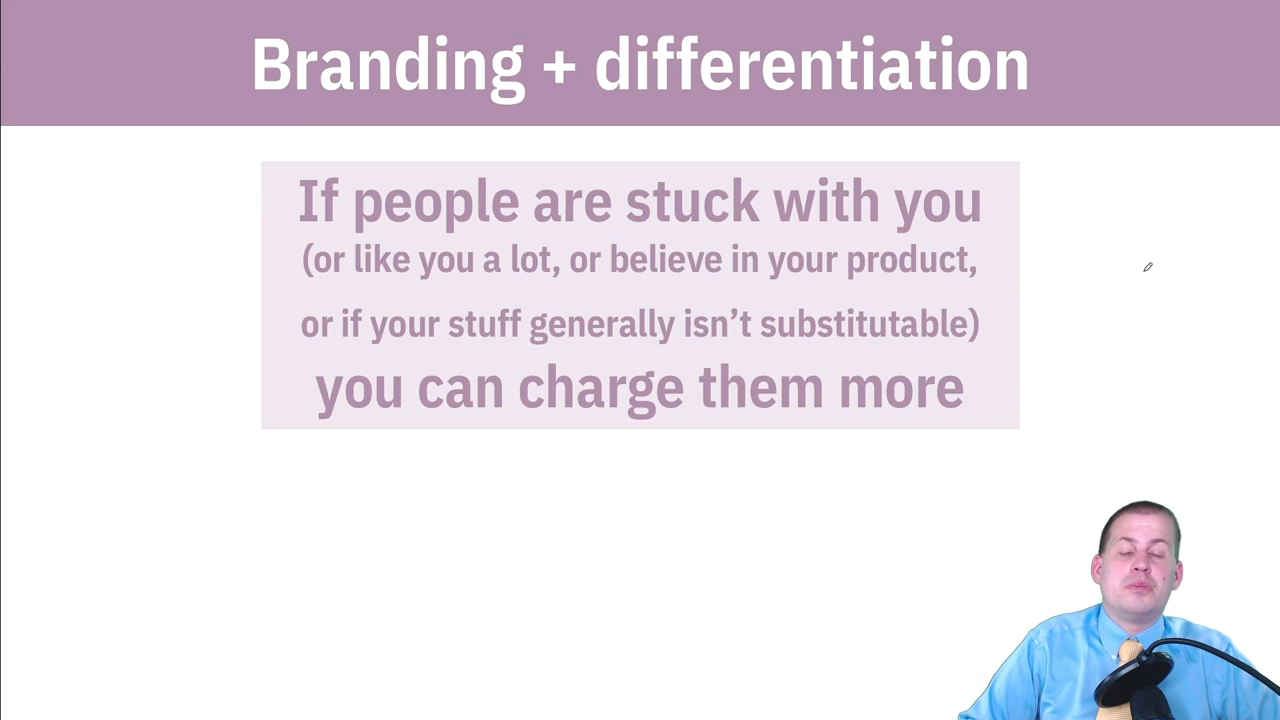 Branding + differentiation
If people are stuck with you
(or like you a lot, or believe in your product,
or if your stuff generally isn’t substitutable)
you can charge them more